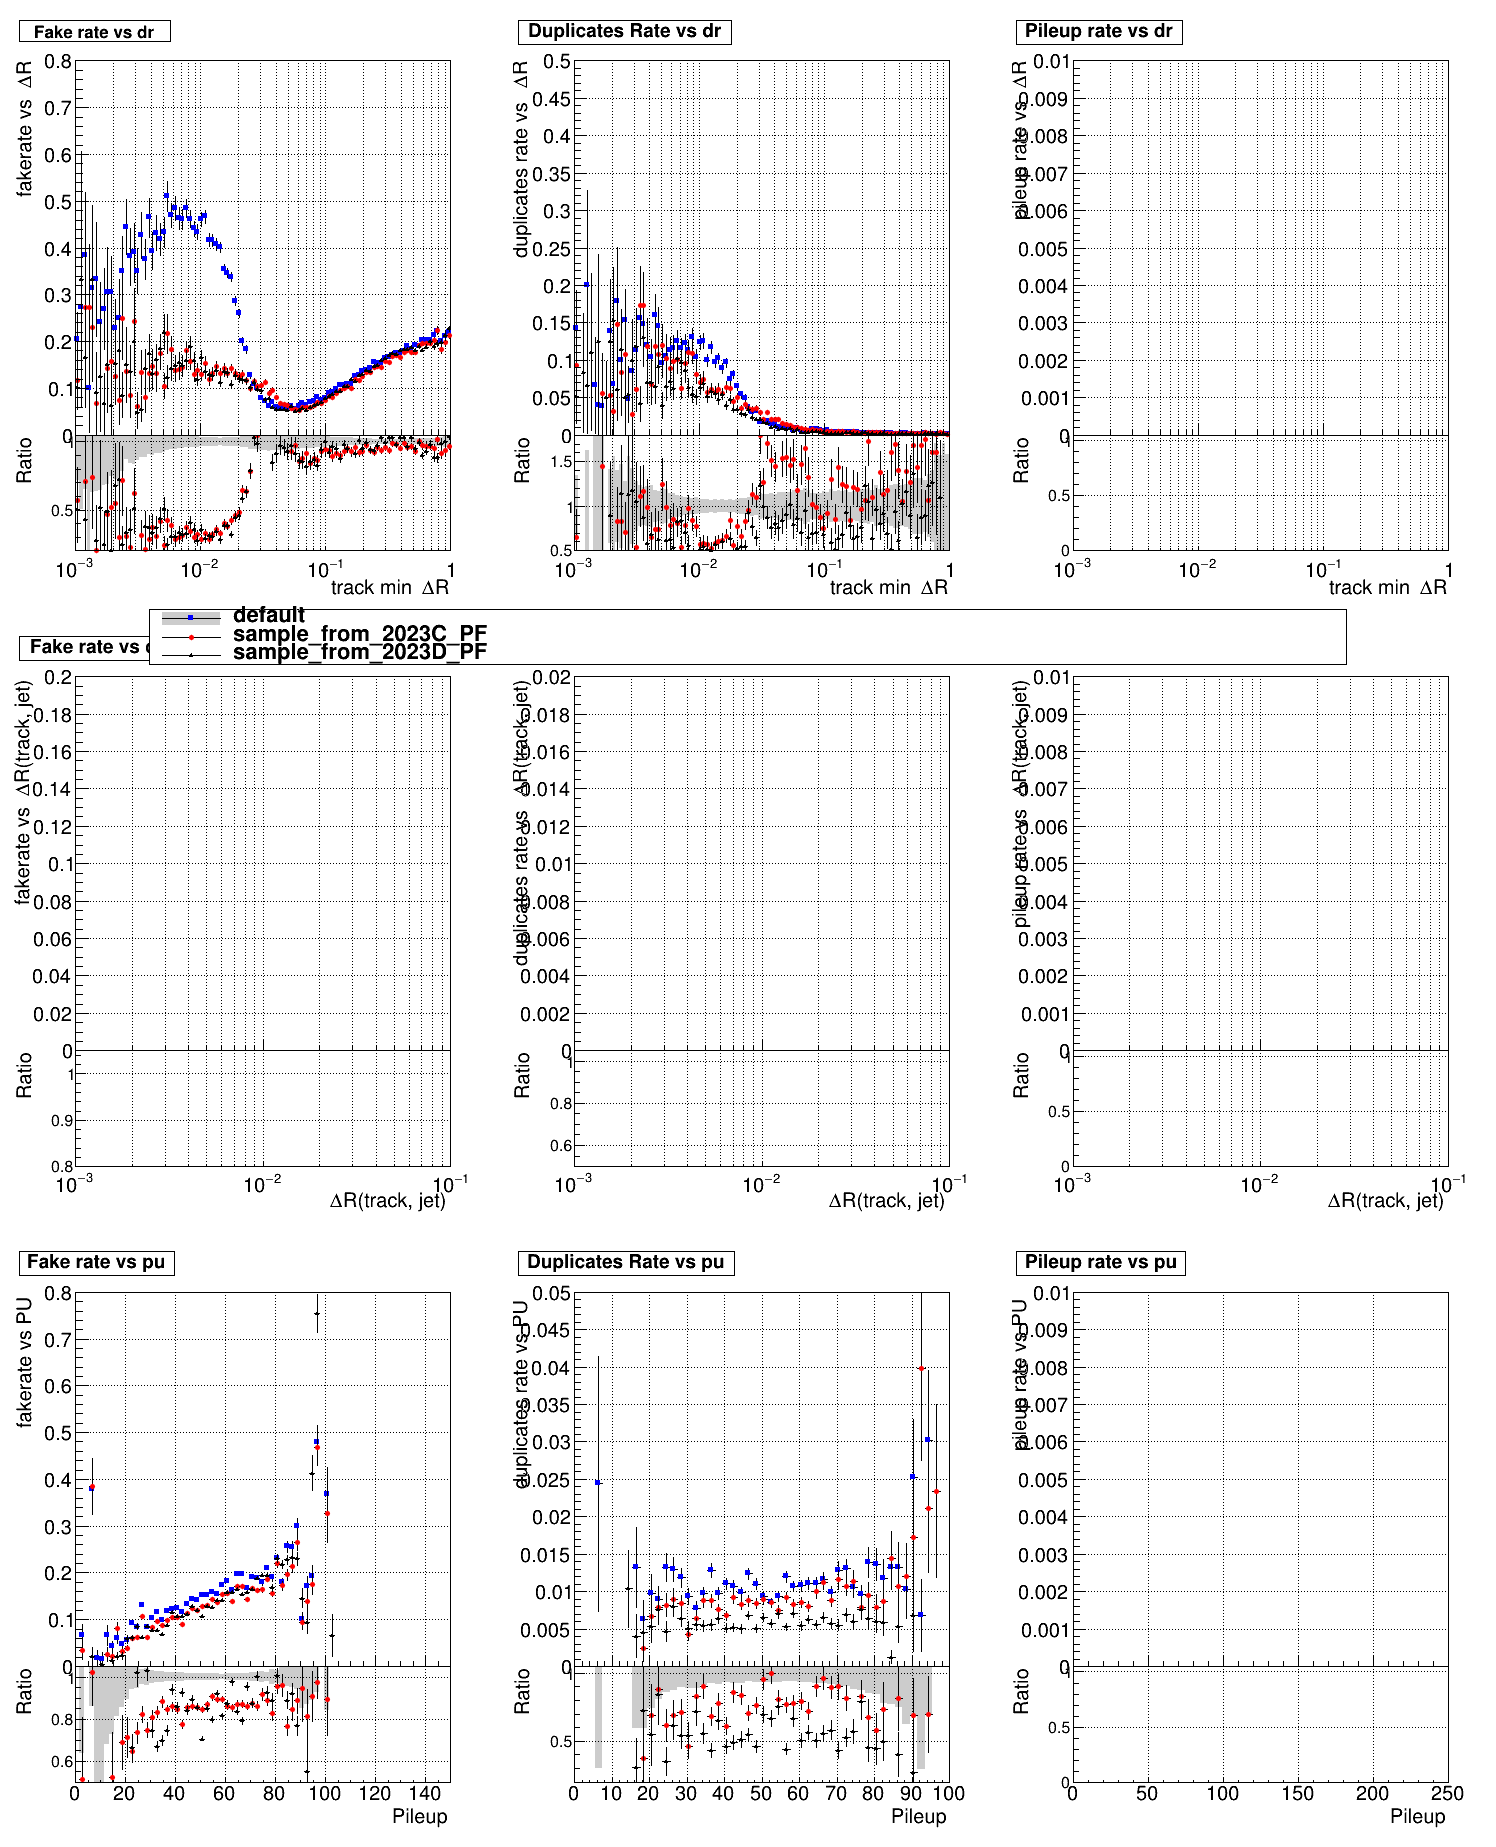 Fake rate vs dr
Duplicates Rate vs dr
Pileup rate vs dr
fakerate vs ΔR
0.8
0.7
0.6
0.5
0.4
0.3
0.2
0.1
0
Ratio
0.5
10⁻³ 10⁻² 10⁻¹ 1
track min ΔR
duplicates rate vs ΔR
0.5
0.45
0.4
0.35
0.3
0.25
0.2
0.15
0.1
0.05
0
Ratio
1.5
1
0.5
10⁻³ 10⁻² 10⁻¹ 1
track min ΔR
pileup rate vs ΔR
0.01
0.009
0.008
0.007
0.006
0.005
0.004
0.003
0.002
0.001
0
Ratio
0.5
0
10⁻³ 10⁻² 10⁻¹ 1
track min ΔR
default
sample_from_2023C_PF
sample_from_2023D_PF
Fake rate vs
fakerate vs ΔR(track, jet)
0.2
0.18
0.16
0.14
0.12
0.1
0.08
0.06
0.04
0.02
0
Ratio
1
0.9
0.8
10⁻³ 10⁻² 10⁻¹
ΔR(track, jet)
duplicates rate vs ΔR(track, jet)
0.02
0.018
0.016
0.014
0.012
0.01
0.008
0.006
0.004
0.002
0
Ratio
1
0.8
0.6
10⁻³ 10⁻² 10⁻¹
ΔR(track, jet)
pileup rate vs ΔR(track, jet)
0.01
0.009
0.008
0.007
0.006
0.005
0.004
0.003
0.002
0.001
0
Ratio
1
0.5
0
10⁻³ 10⁻² 10⁻¹
ΔR(track, jet)
Fake rate vs pu
Duplicates Rate vs pu
Pileup rate vs pu
fakerate vs PU
0.8
0.7
0.6
0.5
0.4
0.3
0.2
0.1
0
Ratio
1
0.8
0.6
0 20 40 60 80 100 120 140
Pileup
duplicates rate vs PU
0.05
0.045
0.04
0.035
0.03
0.025
0.02
0.015
0.01
0.005
0
Ratio
1
0.5
0 10 20 30 40 50 60 70 80 90 100
Pileup
pileup rate vs PU
0.01
0.009
0.008
0.007
0.006
0.005
0.004
0.003
0.002
0.001
0
Ratio
1
0.5
0
0 50 100 150 200 250
Pileup